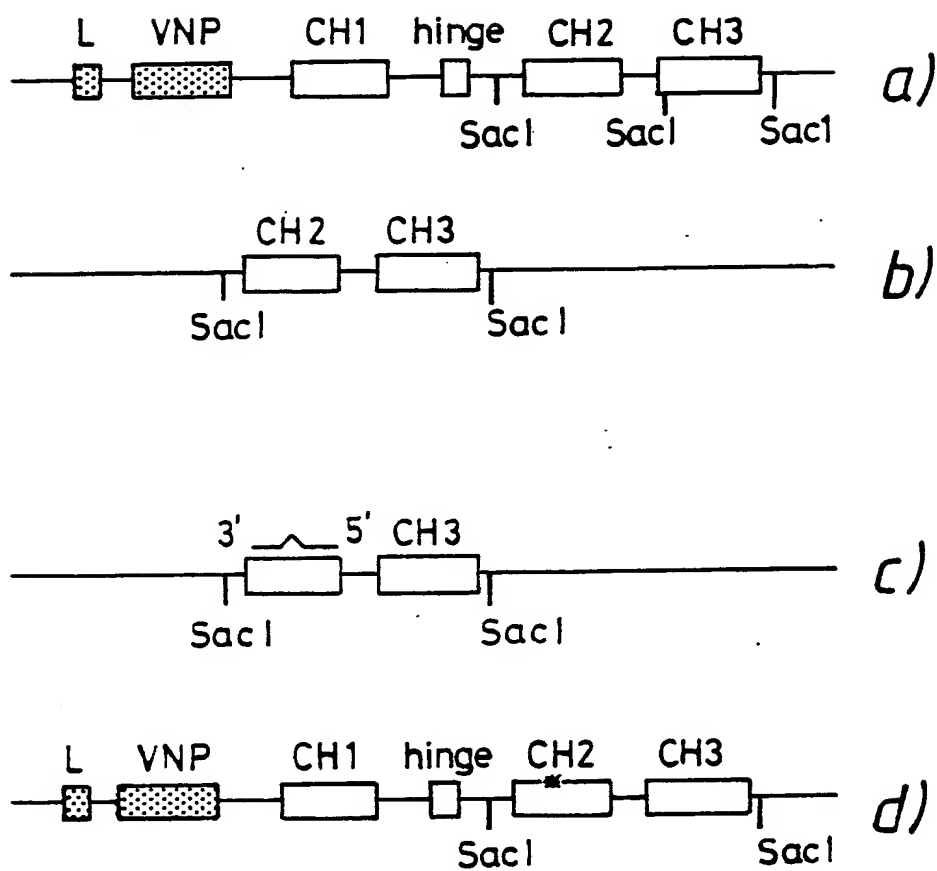 L VNP CH1 hinge CH2 CH3
a)
SacI SacI Sac1
CH2 CH3
b)
SacI SacI
3' 5' CH3
c)
SacI SacI
L VNP CH1 hinge CH2 CH3
d)
SacI SacI